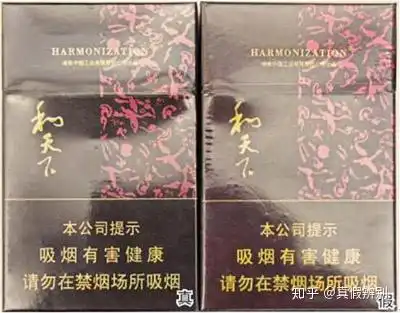 HARMONIZATION
和天下
本公司提示
吸烟有害健康
请勿在禁烟场所吸烟
真
HARMONIZATION
和天下
本公司提示
吸烟有害健康
请勿在禁烟场所吸烟
假
知乎 @真假辨别